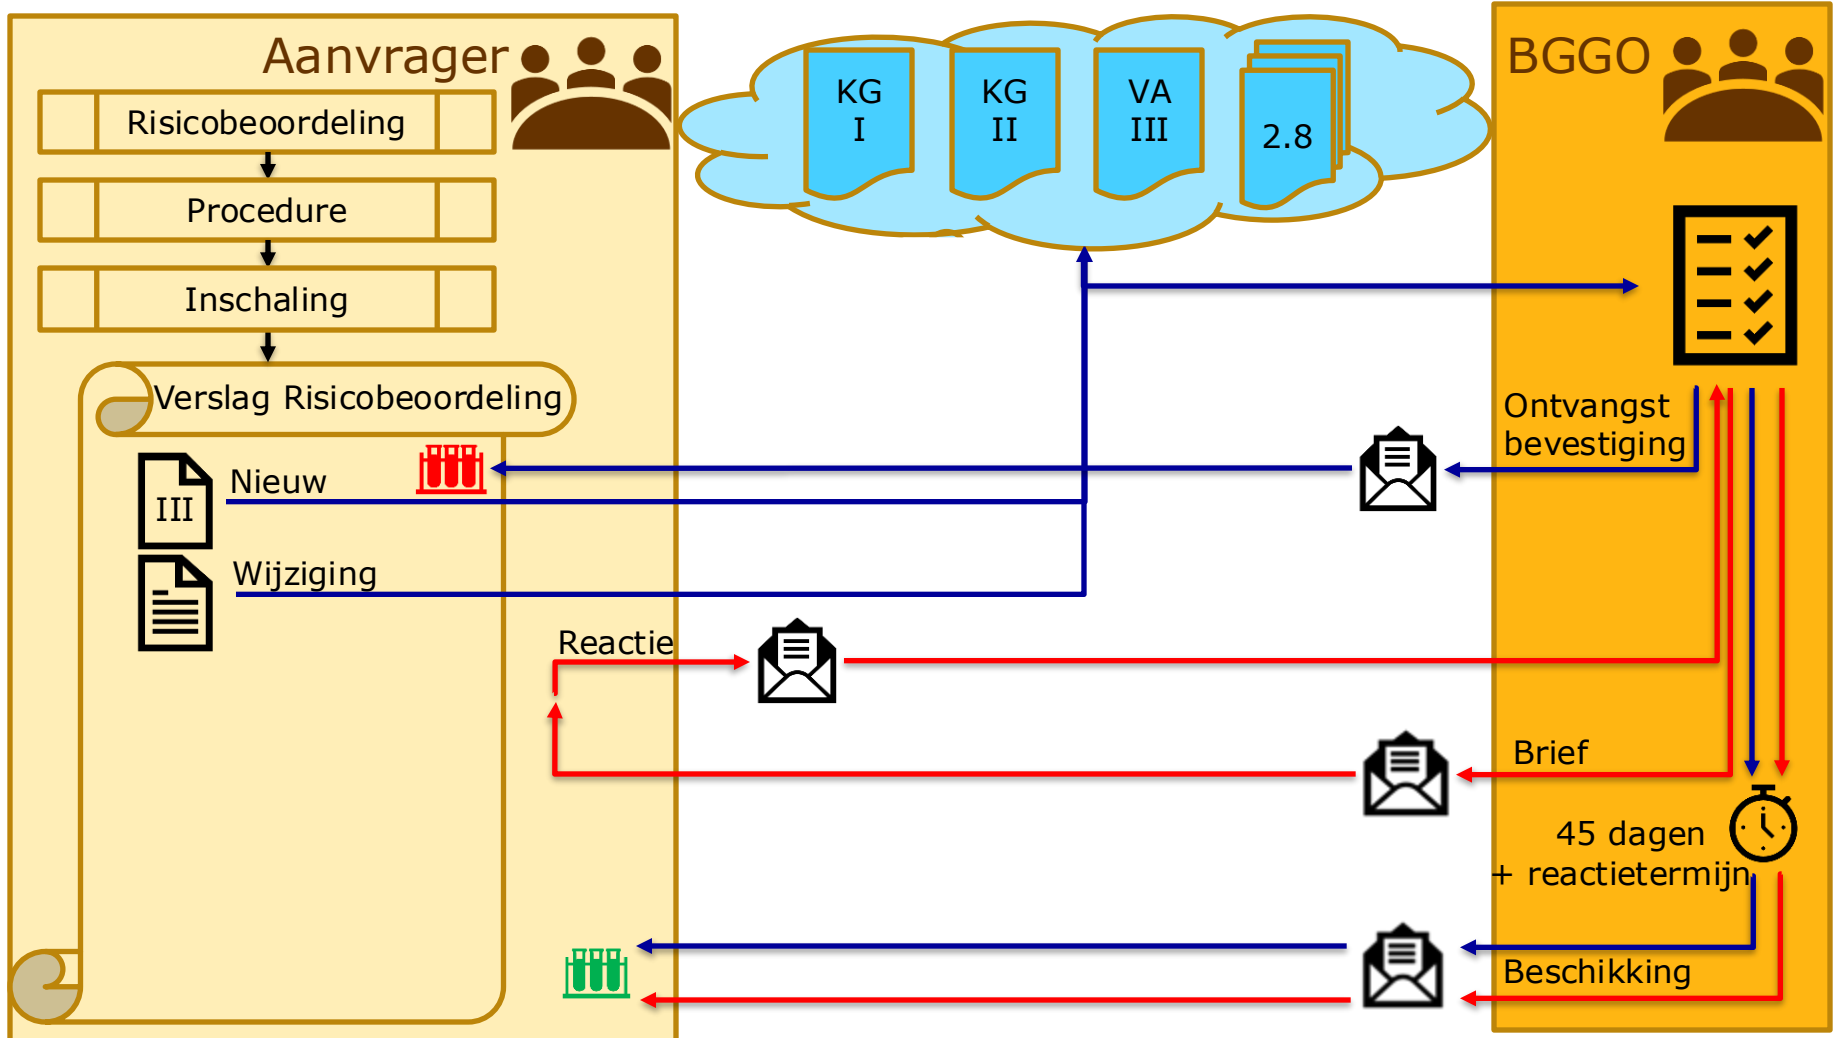 Aanvrager
Risicobeoordeling
Procedure
Inschaling
Verslag Risicobeoordeling
III
Nieuw
Wijziging
Reactie
KG
I
KG
II
VA
III
2.8
BGGO
Ontvangst
bevestiging
Brief
45 dagen
+ reactietermijn
Beschikking